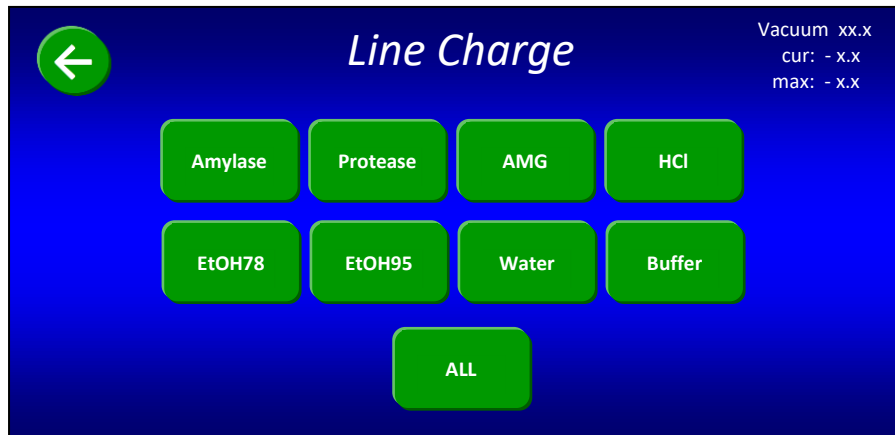 Line Charge
Vacuum xx.x
cur: - x.x
max: - x.x
Amylase Protease AMG HCl
EtOH78 EtOH95 Water Buffer
ALL